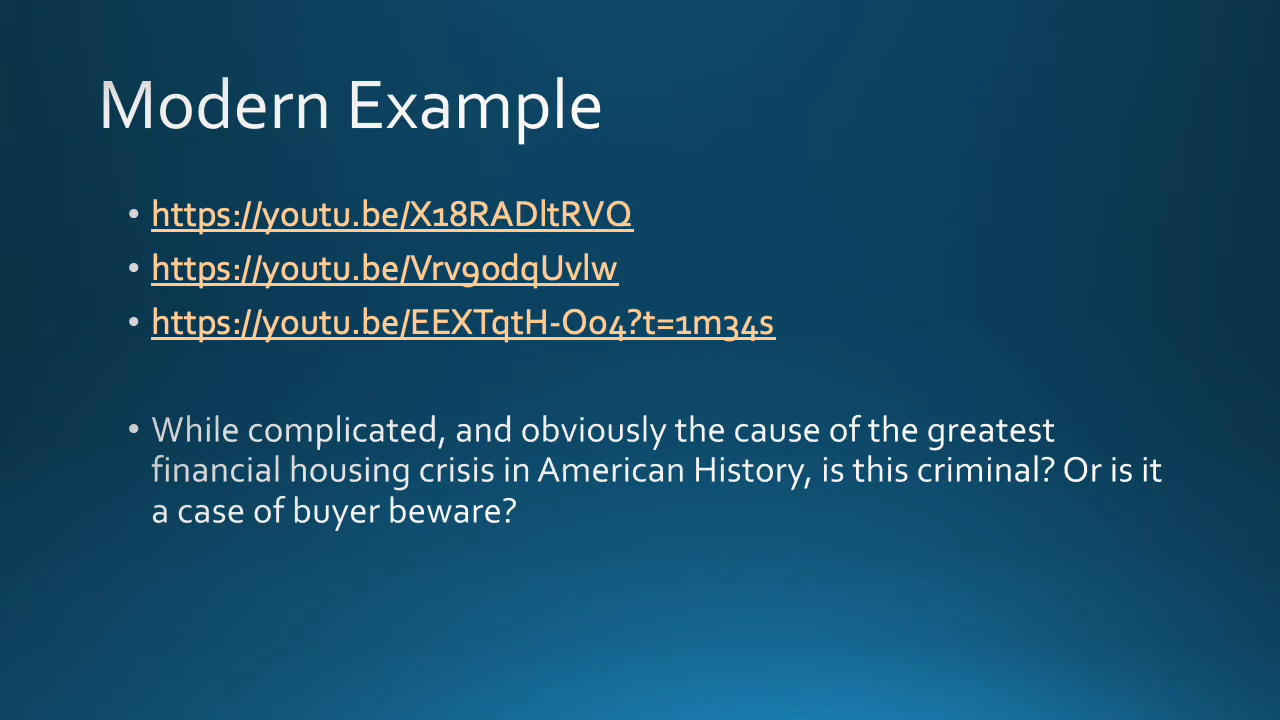 Modern Example
• https://youtu.be/X18RADltRVQ
• https://youtu.be/Vrv9odqUvlw
• https://youtu.be/EEXTqtH-Oo4?t=1m34s
• While complicated, and obviously the cause of the greatest
financial housing crisis in American History, is this criminal? Or is it
a case of buyer beware?